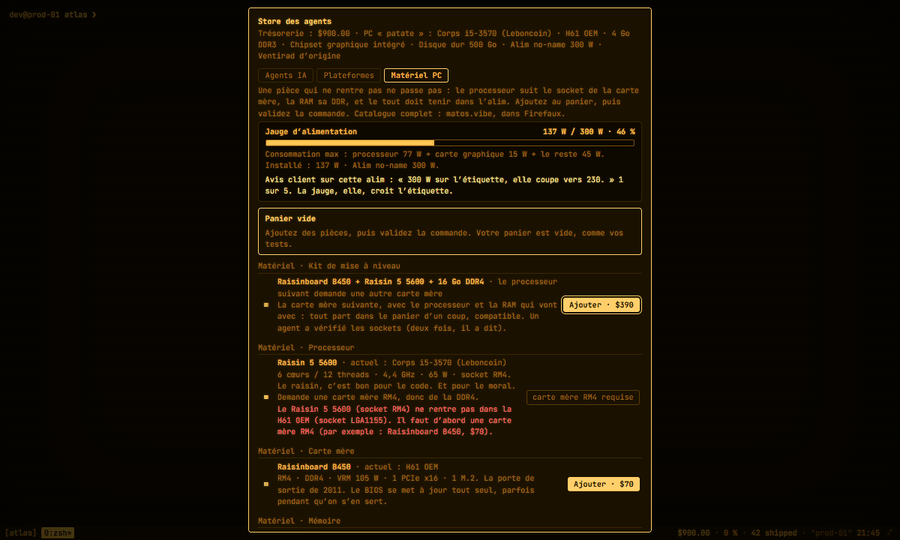 dev@prod-01 atlas ❯
Store des agents
Trésorerie : $900.00 · PC « patate » : Corps i5-3570 (Leboncoin) · H61 OEM · 4 Go
DDR3 · Chipset graphique intégré · Disque dur 500 Go · Alim no-name 300 W ·
Ventirad d'origine
Agents IA Plateformes Matériel PC
Une pièce qui ne rentre pas ne passe pas : le processeur suit le socket de la carte
mère, la RAM sa DDR, et le tout doit tenir dans l'alim. Ajoutez au panier, puis
validez la commande. Catalogue complet : matos.vibe, dans Firefaux.
Jauge d'alimentation 137 W / 300 W · 46 %
Consommation max : processeur 77 W + carte graphique 15 W + le reste 45 W.
Installé : 137 W · Alim no-name 300 W.
Avis client sur cette alim : « 300 W sur l'étiquette, elle coupe vers 230. » 1
sur 5. La jauge, elle, croit l'étiquette.
Panier vide
Ajoutez des pièces, puis validez la commande. Votre panier est vide, comme vos
tests.
Matériel · Kit de mise à niveau
Raisinboard B450 + Raisin 5 5600 + 16 Go DDR4 · le processeur
suivant demande une autre carte mère
La carte mère suivante, avec le processeur et la RAM qui vont
avec : tout part dans le panier d'un coup, compatible. Un
agent a vérifié les sockets (deux fois, il a dit).
Ajouter · $390
Matériel · Processeur
Raisin 5 5600 · actuel : Corps i5-3570 (Leboncoin)
6 cœurs / 12 threads · 4,4 GHz · 65 W · socket RM4.
Le raisin, c'est bon pour le code. Et pour le moral.
Demande une carte mère RM4, donc de la DDR4.
Le Raisin 5 5600 (socket RM4) ne rentre pas dans la
H61 OEM (socket LGA1155). Il faut d'abord une carte
mère RM4 (par exemple : Raisinboard B450, $70).
carte mère RM4 requise
Matériel · Carte mère
Raisinboard B450 · actuel : H61 OEM
RM4 · DDR4 · VRM 105 W · 1 PCIe x16 · 1 M.2. La porte de
sortie de 2011. Le BIOS se met à jour tout seul, parfois
pendant qu'on s'en sert.
Ajouter · $70
Matériel · Mémoire
[atlas] 0:zsh* $900.00 · 0 % · 42 shipped · "prod-01" 21:45